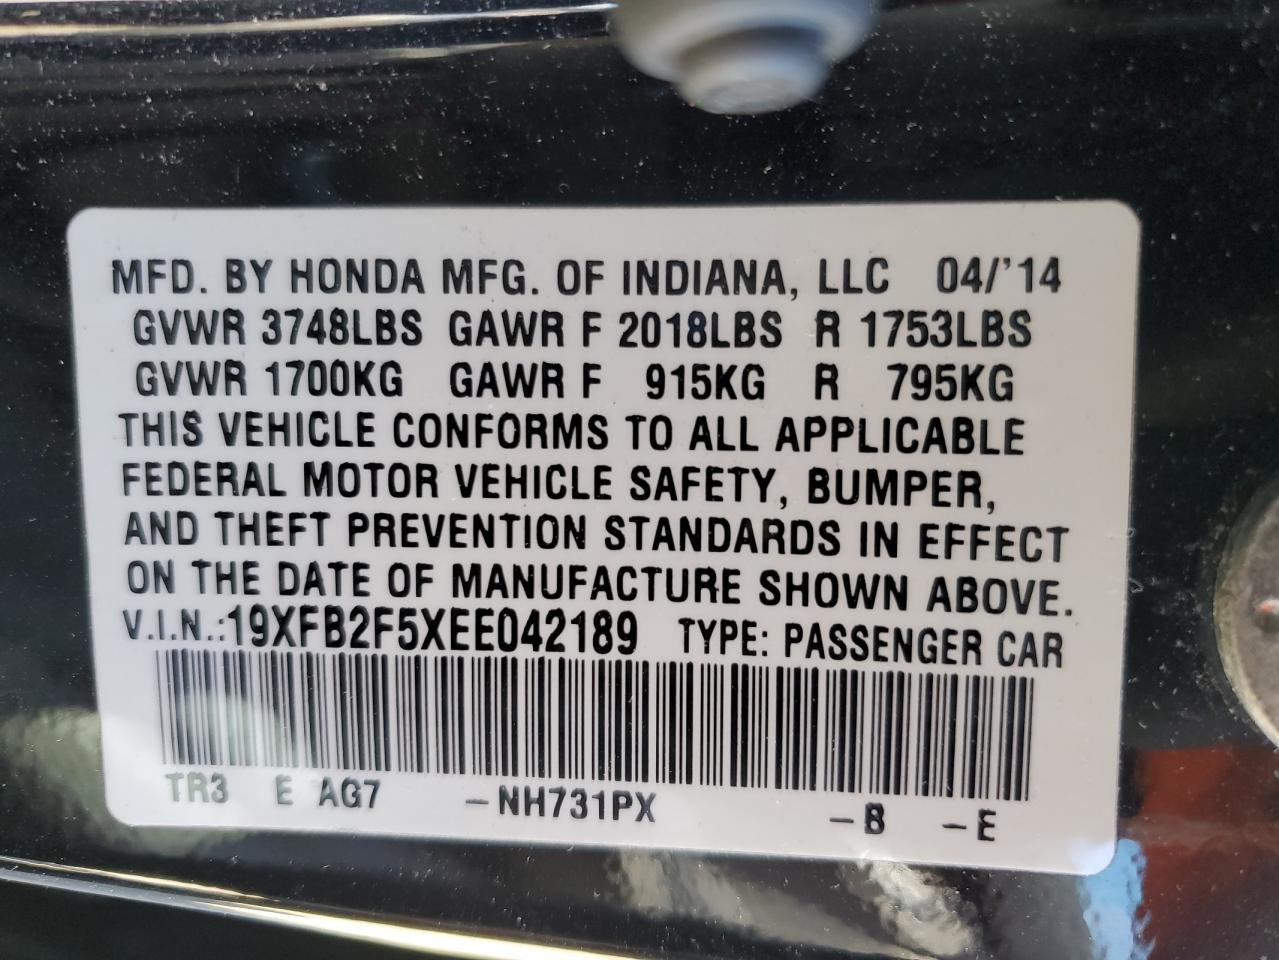 MFD. BY HONDA MFG. OF INDIANA, LLC 04/'14
GVWR 3748LBS GAWR F 2018LBS R 1753LBS
GVWR 1700KG GAWR F 915KG R 795KG
THIS VEHICLE CONFORMS TO ALL APPLICABLE
FEDERAL MOTOR VEHICLE SAFETY, BUMPER,
AND THEFT PREVENTION STANDARDS IN EFFECT
ON THE DATE OF MANUFACTURE SHOWN ABOVE.
V.I.N.:19XFB2F5XEE042189 TYPE: PASSENGER CAR
TR3 E AG7 -NH731PX -B -E